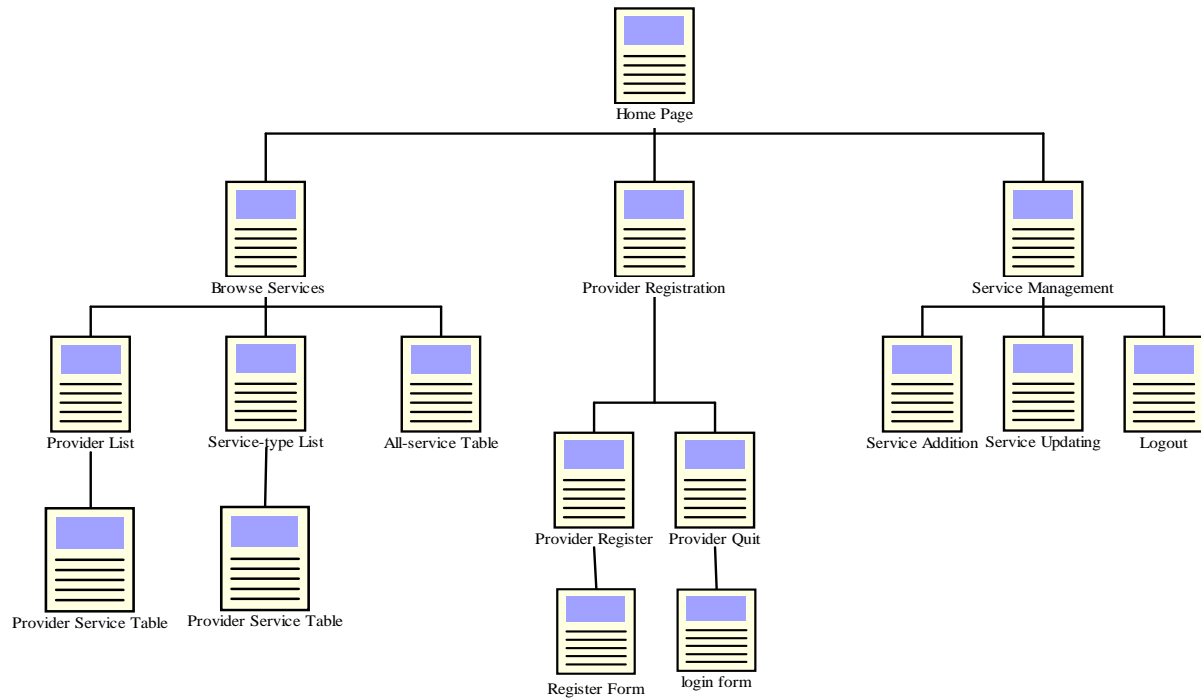 Home Page
Browse Services
Provider Registration
Service Management
Provider List
Service-type List
All-service Table
Service Addition
Service Updating
Logout
Provider Register
Provider Quit
Provider Service Table
Provider Service Table
Register Form
login form